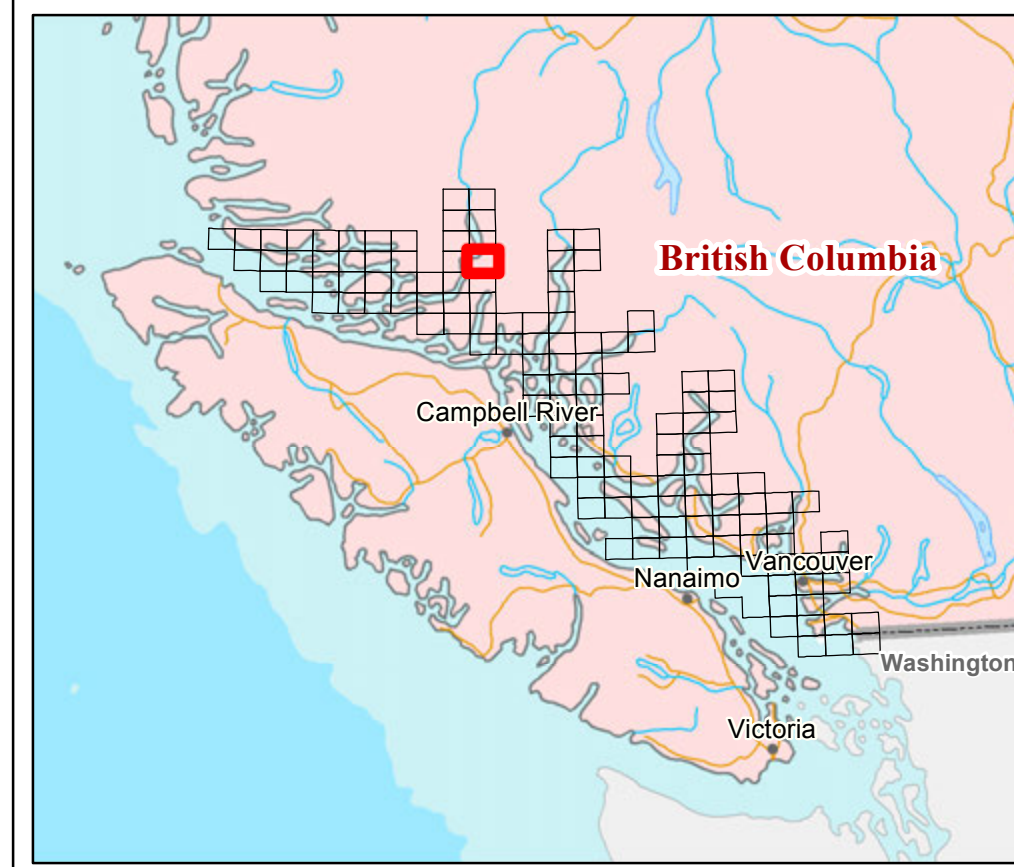 British Columbia
Campbell River
Vancouver
Nanaimo
Washington
Victoria